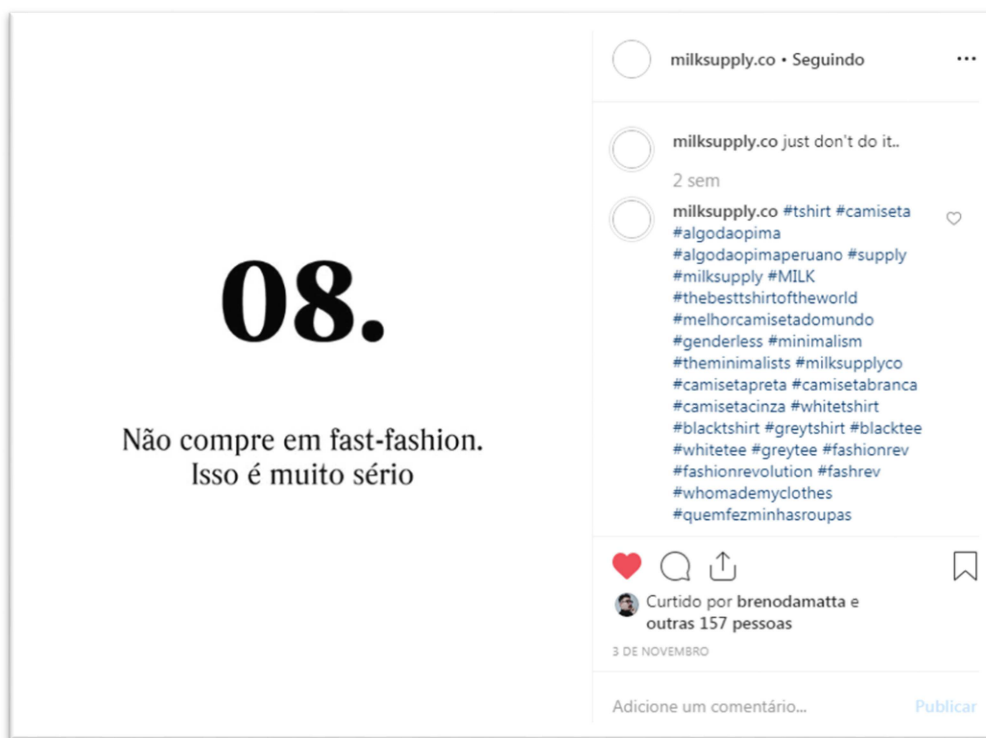 08.
Não compre em fast-fashion.
Isso é muito sério
milksupply.co • Seguindo
milksupply.co just don't do it..
2 sem
milksupply.co #tshirt #camiseta
#algodaopima
#algodaopimaperuano #supply
#milksupply #MILK
#thebesttshirtoftheworld
#melhorcamisetadomundo
#genderless #minimalism
#theminimalists #milksupplyco
#camisetapreta #camisetabranca
#camisetacinza #whitetshirt
#blacktshirt #greytshirt #blacktee
#whitetee #greytee #fashionrev
#fashionrevolution #fashrev
#whomademyclothes
#quemfezminhasroupas
Curtido por brenodamatta e
outras 157 pessoas
3 DE NOVEMBRO
Adicione um comentário... Publicar